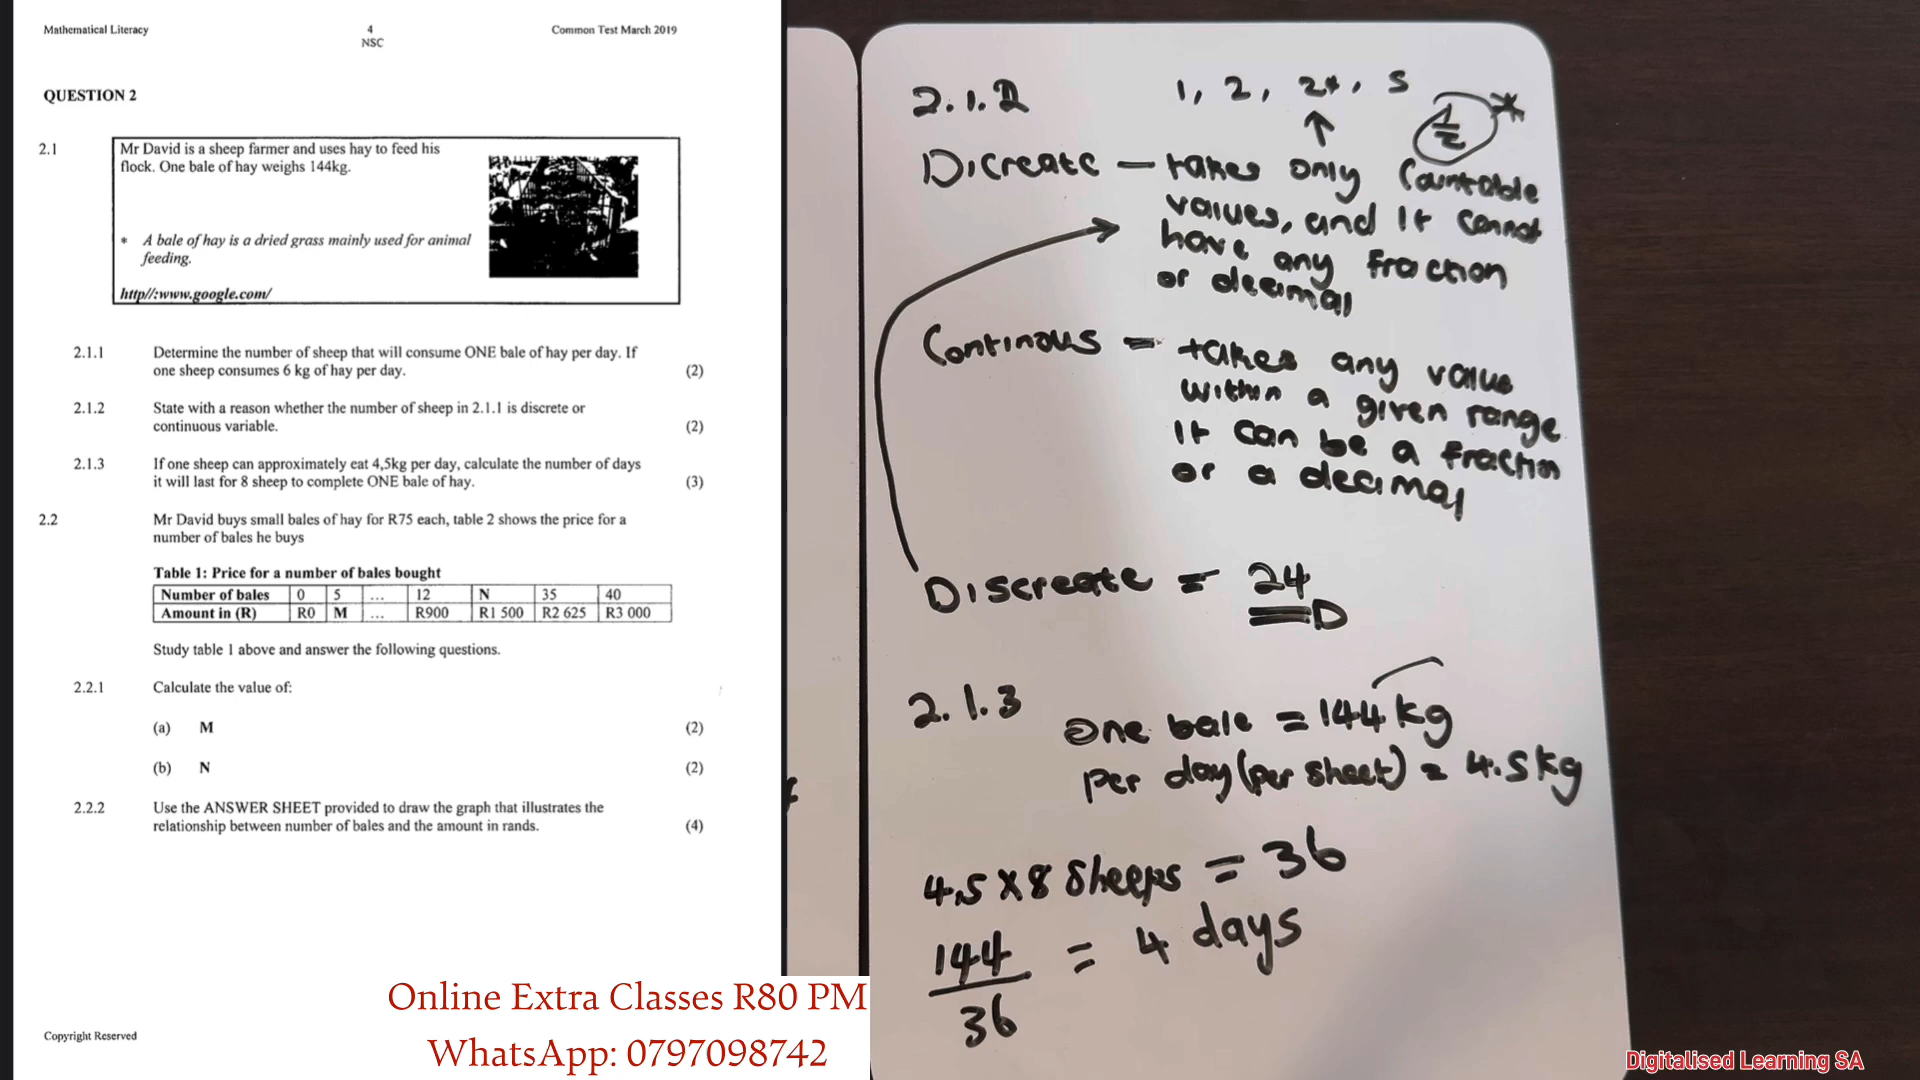 Mathematical Literacy 4 Common Test March 2019
NSC
QUESTION 2
2.1 Mr David is a sheep farmer and uses hay to feed his
flock. One bale of hay weighs 144kg.
* A bale of hay is a dried grass mainly used for animal
feeding.
http//:www.google.com/
2.1.1 Determine the number of sheep that will consume ONE bale of hay per day. If
one sheep consumes 6 kg of hay per day. (2)
2.1.2 State with a reason whether the number of sheep in 2.1.1 is discrete or
continuous variable. (2)
2.1.3 If one sheep can approximately eat 4,5kg per day, calculate the number of days
it will last for 8 sheep to complete ONE bale of hay. (3)
2.2 Mr David buys small bales of hay for R75 each, table 2 shows the price for a
number of bales he buys
Table 1: Price for a number of bales bought
Number of bales 0 5 ... 12 N 35 40
Amount in (R) R0 M ... R900 R1 500 R2 625 R3 000
Study table 1 above and answer the following questions.
2.2.1 Calculate the value of:
(a) M (2)
(b) N (2)
2.2.2 Use the ANSWER SHEET provided to draw the graph that illustrates the
relationship between number of bales and the amount in rands. (4)
Copyright Reserved
Online Extra Classes R80 PM
WhatsApp: 0797098742
2.1.2 1, 2, 24, 5
1/2 *
Dicreate - takes only Countable
values, and it cannot
have any fraction
or decimal
Continous = takes any value
within a given range
it can be a fraction
or a decimal
Discreate = 24
D
2.1.3 One bale = 144 kg
per day (per sheet) = 4.5kg
4.5 x 8 Sheeps = 36
144/36 = 4 days
Digitalised Learning SA